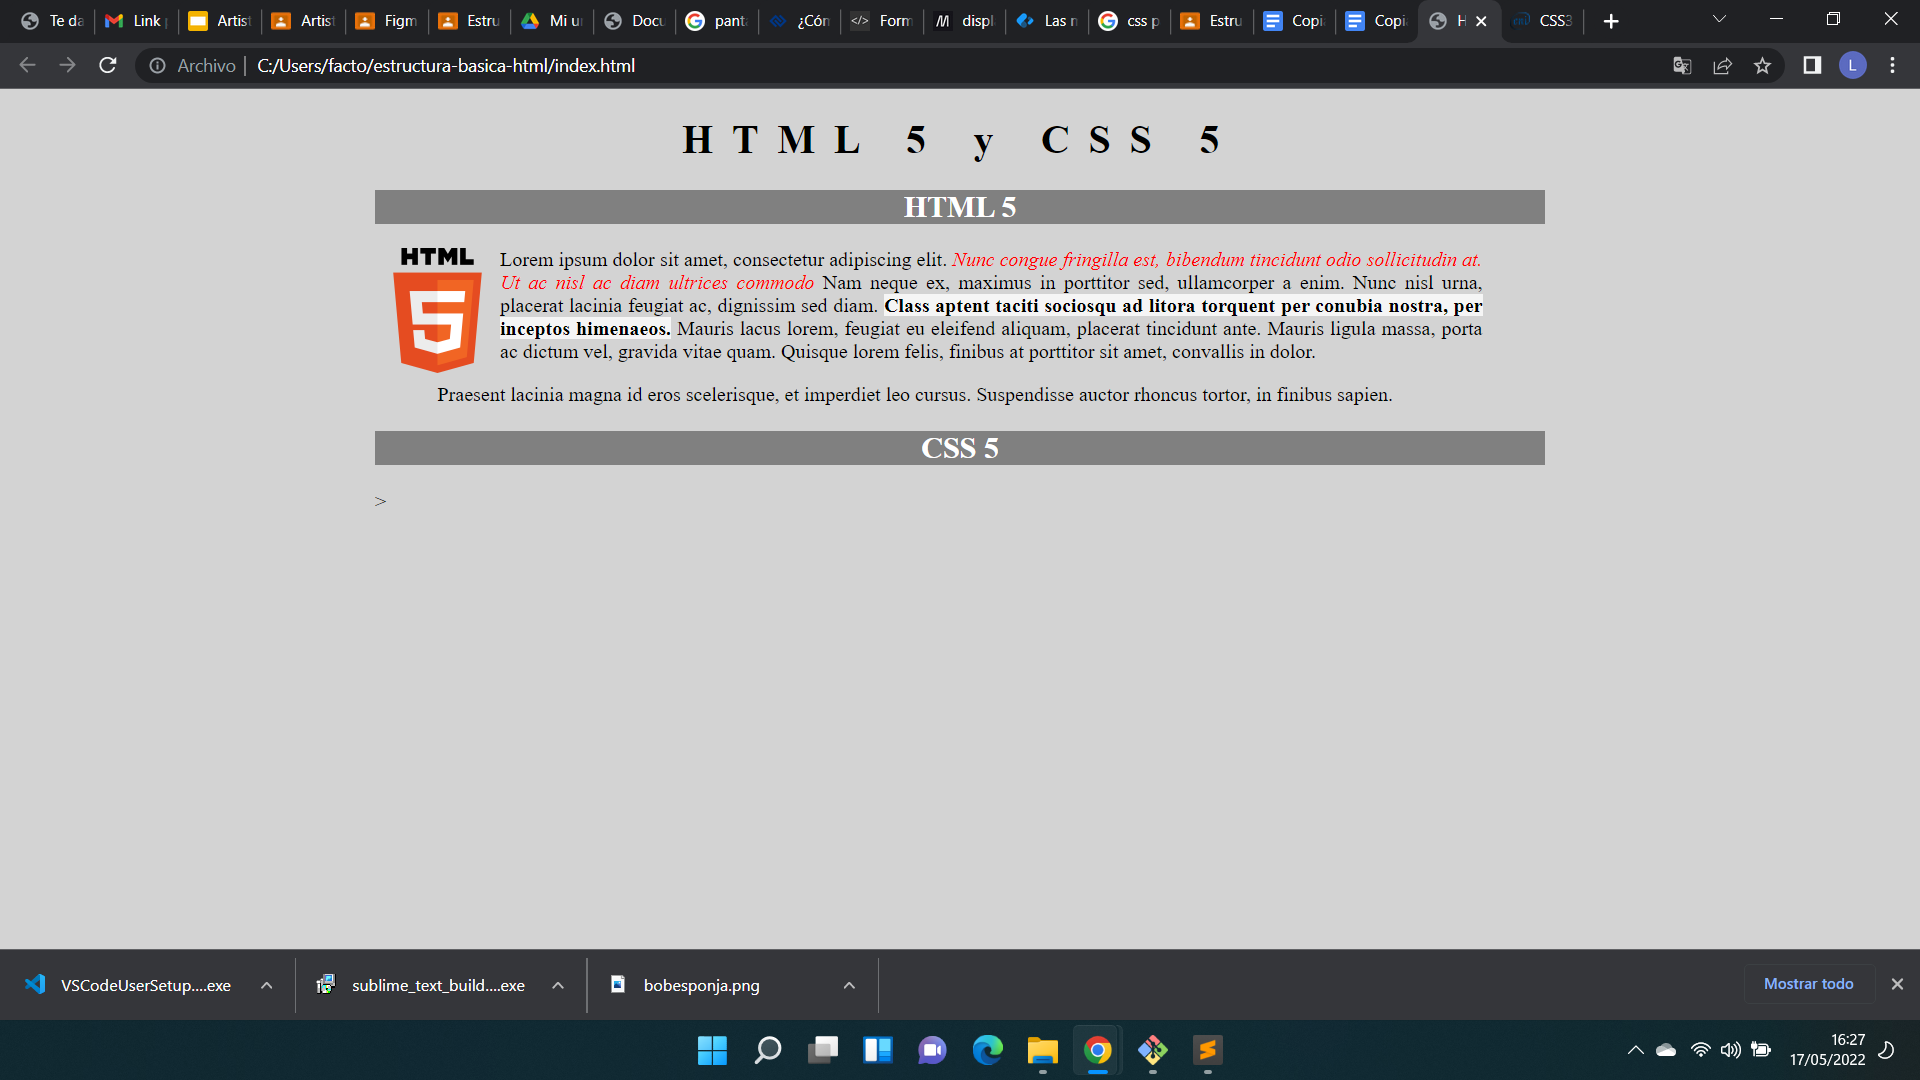 Te da
Link
Artist
Artist
Figm
Estru
Mi u
Docu
pant
¿Cón
Form
displ
Las n
css p
Estru
Copi
Copi
H
CSS3
Archivo
C:/Users/facto/estructura-basica-html/index.html
L
HTML 5 y CSS 5
HTML 5
HTML
5
Lorem ipsum dolor sit amet, consectetur adipiscing elit. Nunc congue fringilla est, bibendum tincidunt odio sollicitudin at.
Ut ac nisl ac diam ultrices commodo Nam neque ex, maximus in porttitor sed, ullamcorper a enim. Nunc nisl urna,
placerat lacinia feugiat ac, dignissim sed diam. Class aptent taciti sociosqu ad litora torquent per conubia nostra, per
inceptos himenaeos. Mauris lacus lorem, feugiat eu eleifend aliquam, placerat tincidunt ante. Mauris ligula massa, porta
ac dictum vel, gravida vitae quam. Quisque lorem felis, finibus at porttitor sit amet, convallis in dolor.
Praesent lacinia magna id eros scelerisque, et imperdiet leo cursus. Suspendisse auctor rhoncus tortor, in finibus sapien.
CSS 5
>
VSCodeUserSetup....exe
sublime_text_build....exe
bobesponja.png
Mostrar todo
16:27
17/05/2022